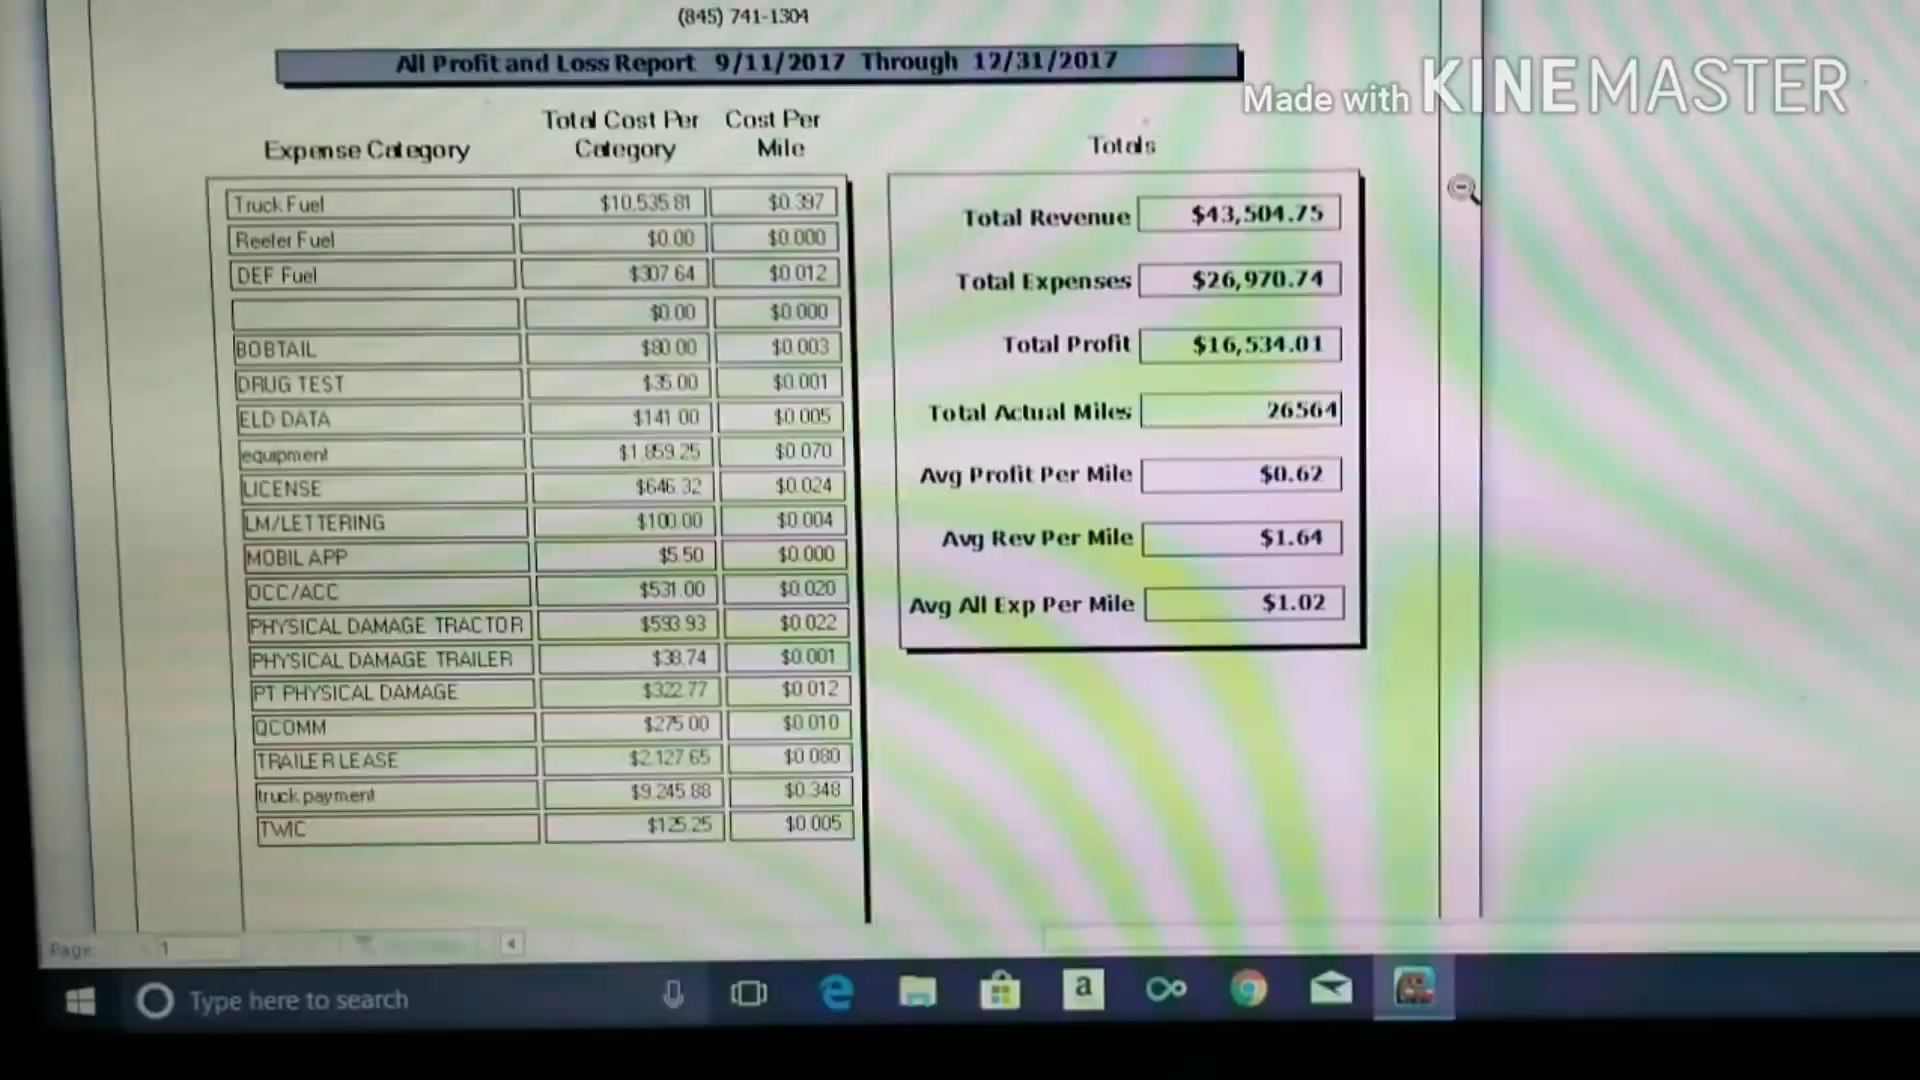 (845) 741-1304
All Profit and Loss Report 9/11/2017 Through 12/31/2017
Made with KINEMASTER
Expense Category
Total Cost Per Category
Cost Per Mile
Totals
Truck Fuel $10,535.81 $0.397
Reefer Fuel $0.00 $0.000
DEF Fuel $307.64 $0.012
$0.00 $0.000
BOBTAIL $80.00 $0.003
DRUG TEST $35.00 $0.001
ELD DATA $141.00 $0.005
equipment $1,859.25 $0.070
LICENSE $646.32 $0.024
LM/LETTERING $100.00 $0.004
MOBIL APP $5.50 $0.000
OCC/ACC $531.00 $0.020
PHYSICAL DAMAGE TRACTOR $593.93 $0.022
PHYSICAL DAMAGE TRAILER $38.74 $0.001
PT PHYSICAL DAMAGE $322.77 $0.012
QCOMM $275.00 $0.010
TRAILER LEASE $2,127.65 $0.080
truck payment $9,245.88 $0.348
TWIC $125.25 $0.005
Total Revenue $43,504.75
Total Expenses $26,970.74
Total Profit $16,534.01
Total Actual Miles 26564
Avg Profit Per Mile $0.62
Avg Rev Per Mile $1.64
Avg All Exp Per Mile $1.02
Page: 1
Type here to search
a